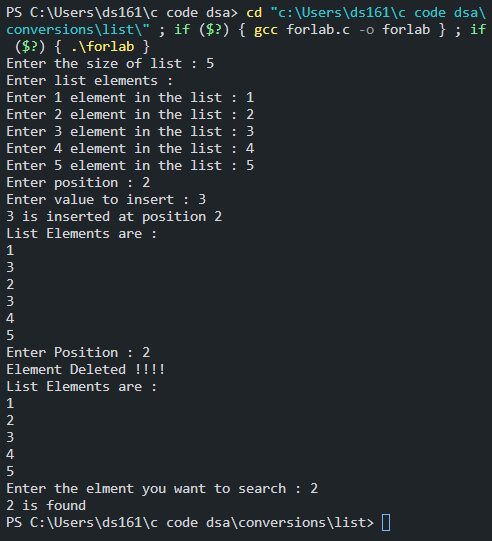 PS C:\Users\ds161\c code dsa> cd "c:\Users\ds161\c code dsa\
conversions\list\" ; if ($?) { gcc forlab.c -o forlab } ; if
 ($?) { .\forlab }
Enter the size of list : 5
Enter list elements :
Enter 1 element in the list : 1
Enter 2 element in the list : 2
Enter 3 element in the list : 3
Enter 4 element in the list : 4
Enter 5 element in the list : 5
Enter position : 2
Enter value to insert : 3
3 is inserted at position 2
List Elements are :
1
3
2
3
4
5
Enter Position : 2
Element Deleted !!!!
List Elements are :
1
2
3
4
5
Enter the elment you want to search : 2
2 is found
PS C:\Users\ds161\c code dsa\conversions\list>